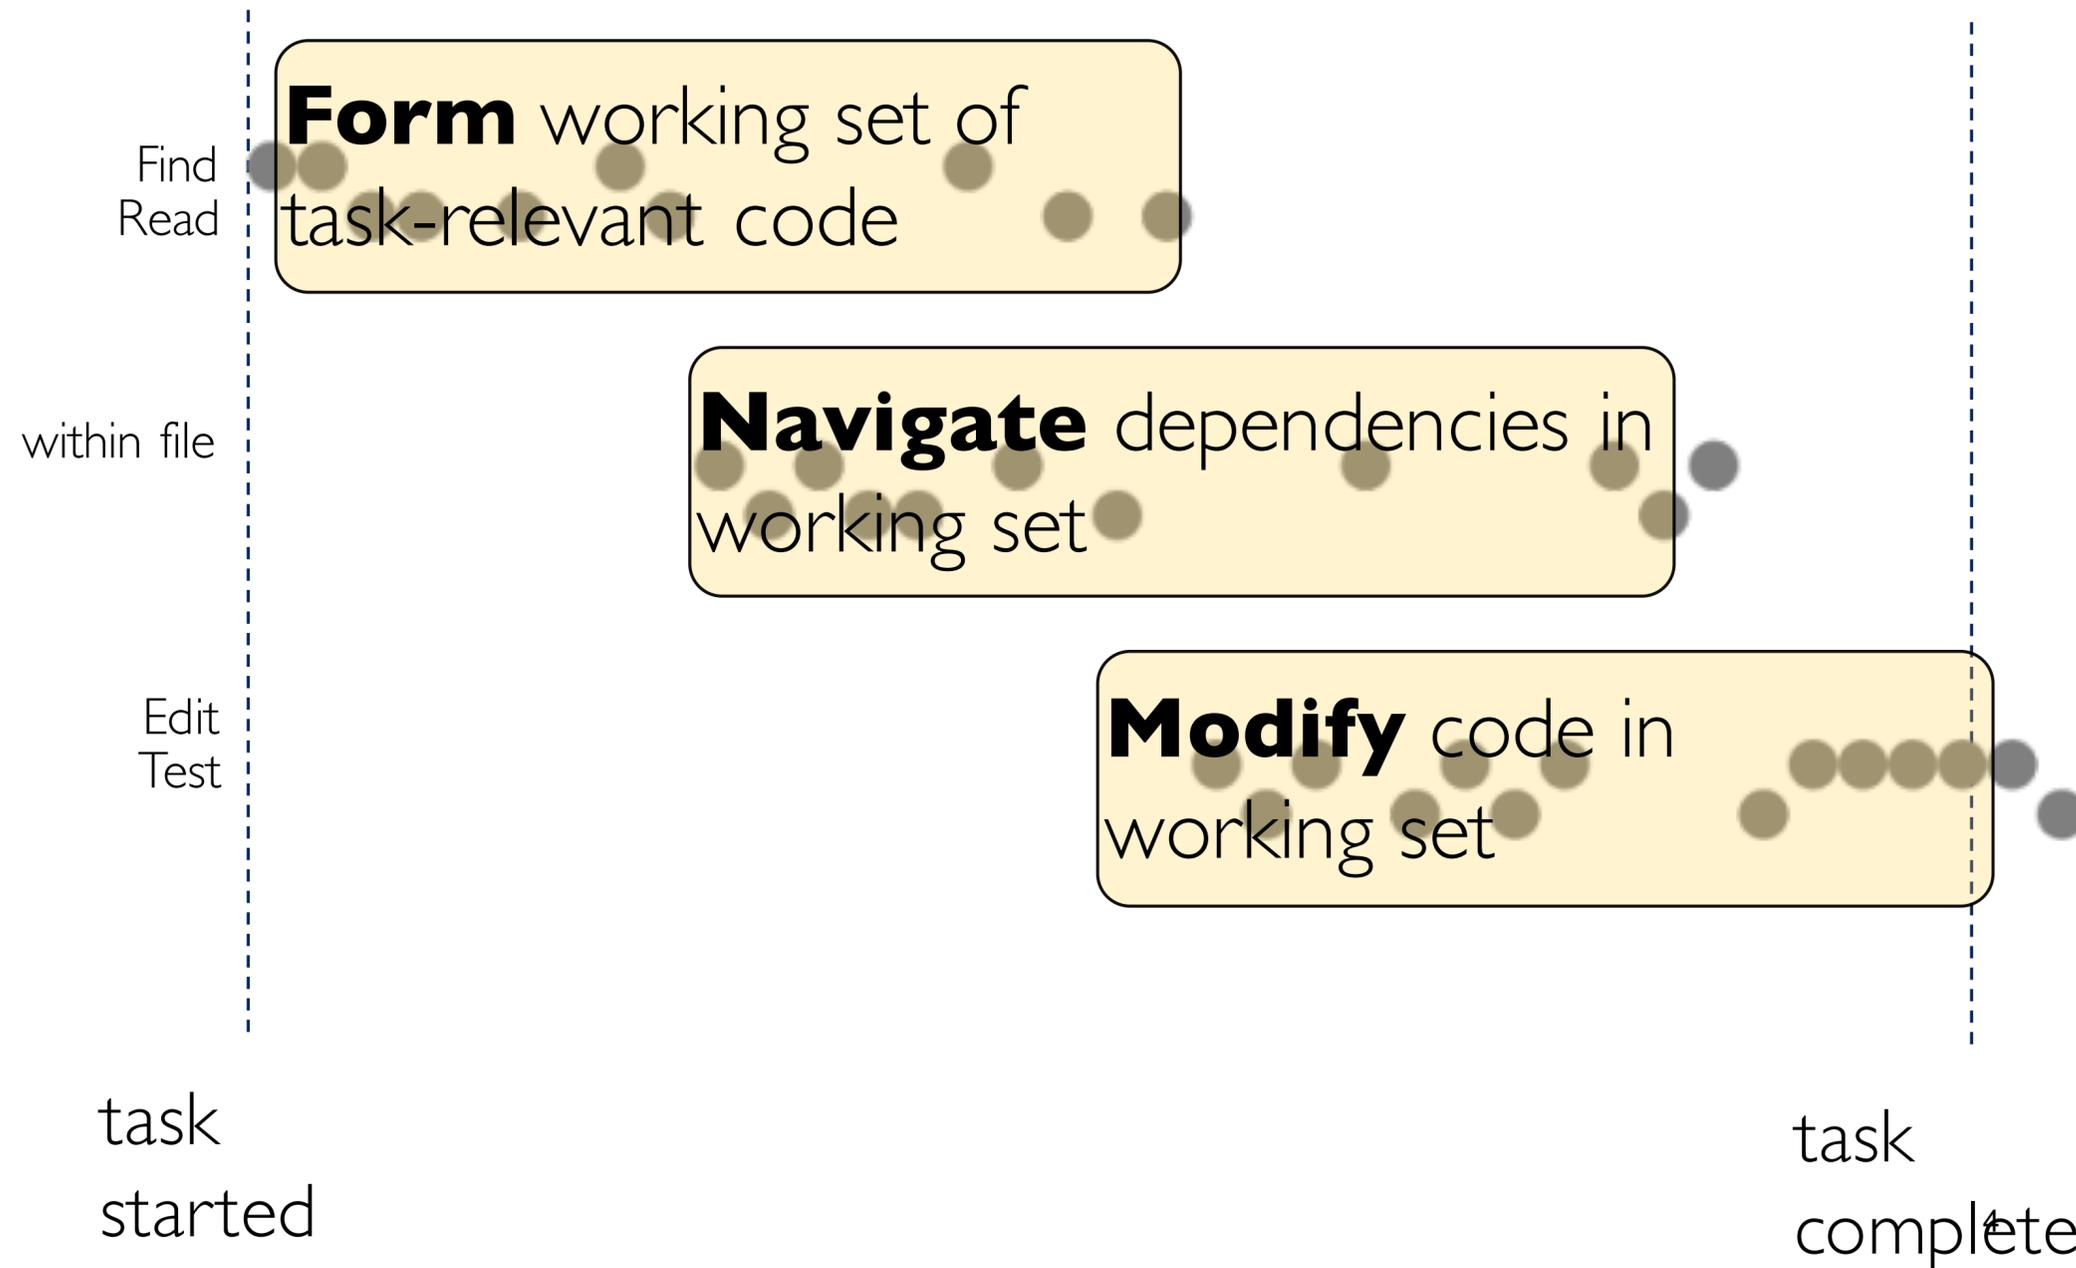 Form working set of
task-relevant code
Find
Read
Navigate dependencies in
working set
within file
Modify code in
working set
Edit
Test
task
started
task
complete
4